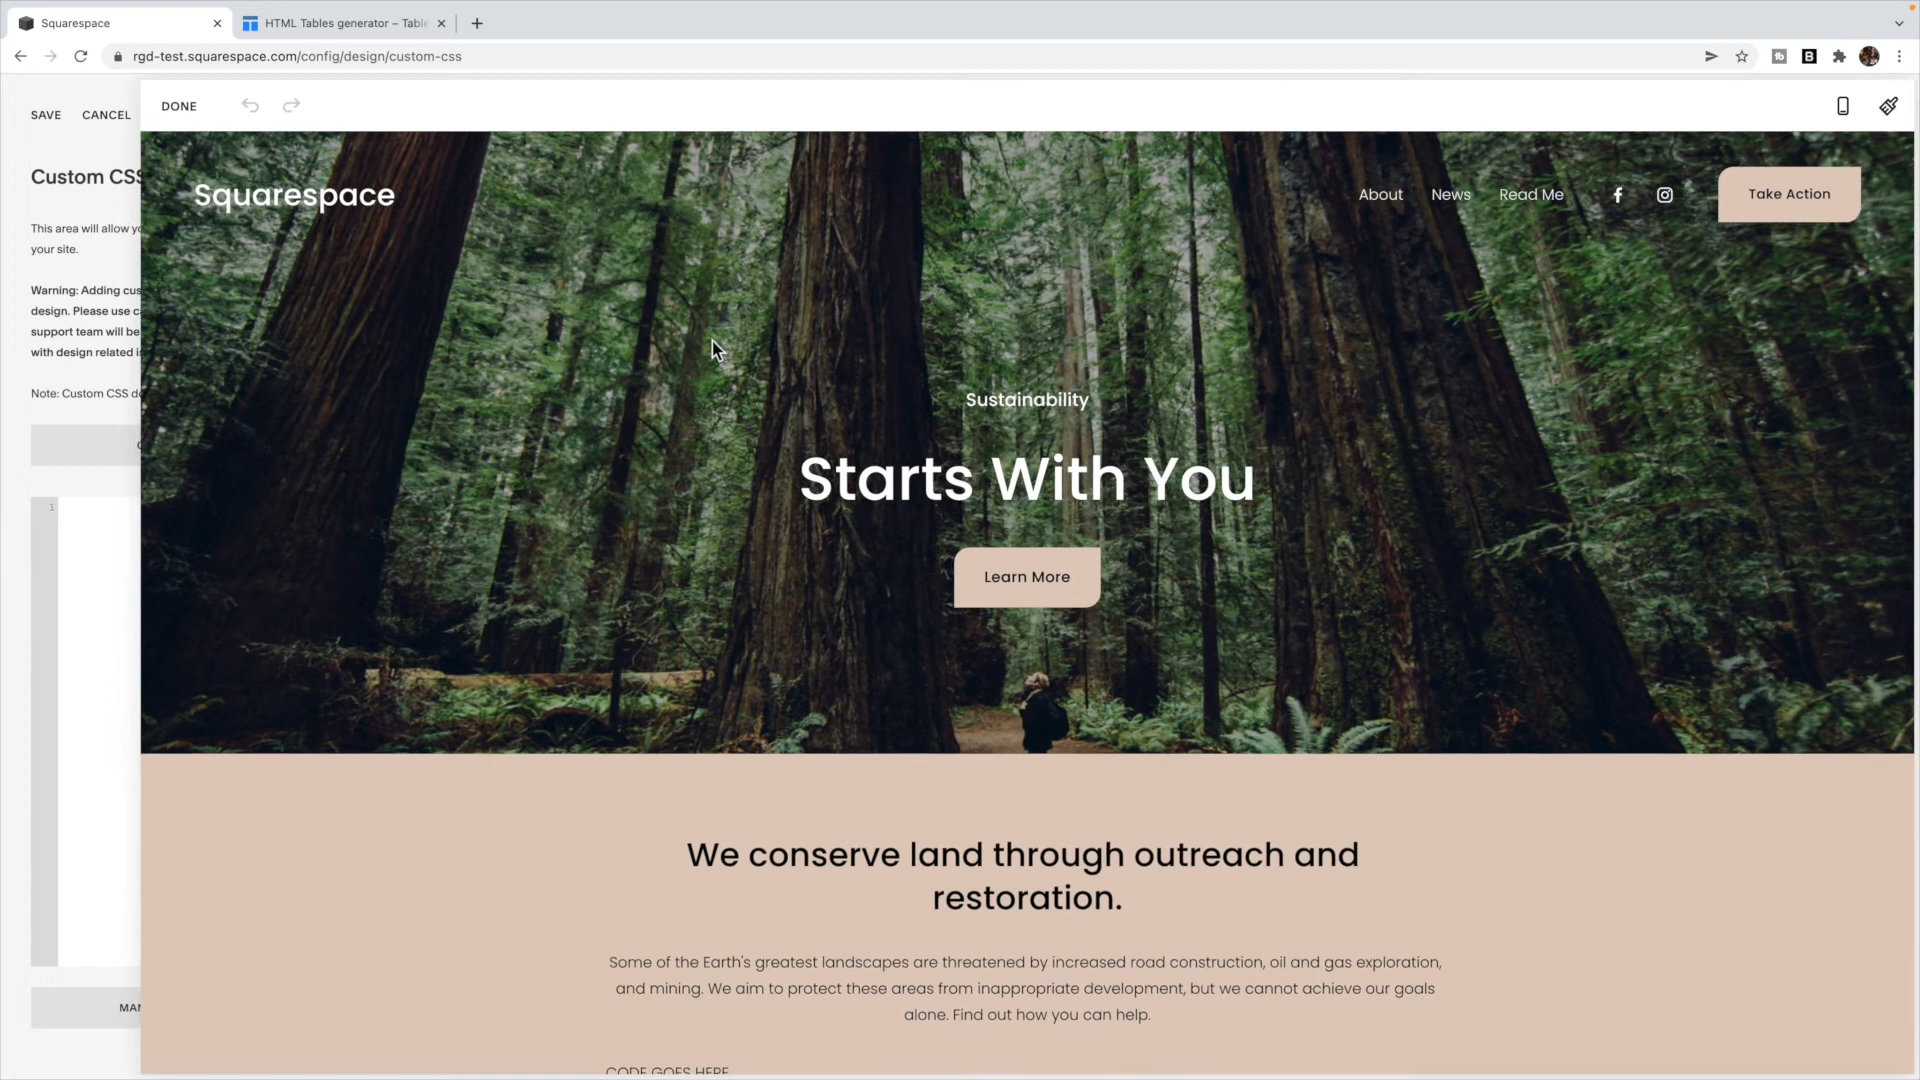 Squarespace
HTML Tables generator – Table
rgd-test.squarespace.com/config/design/custom-css
SAVE CANCEL
DONE
Custom CSS
This area will allow
your site.
Warning: Adding
design. Please use
support team will be
with design related
Note: Custom CSS
1
Squarespace
About News Read Me
Take Action
Sustainability
Starts With You
Learn More
We conserve land through outreach and
restoration.
Some of the Earth's greatest landscapes are threatened by increased road construction, oil and gas exploration,
and mining. We aim to protect these areas from inappropriate development, but we cannot achieve our goals
alone. Find out how you can help.
CODE GOES HERE